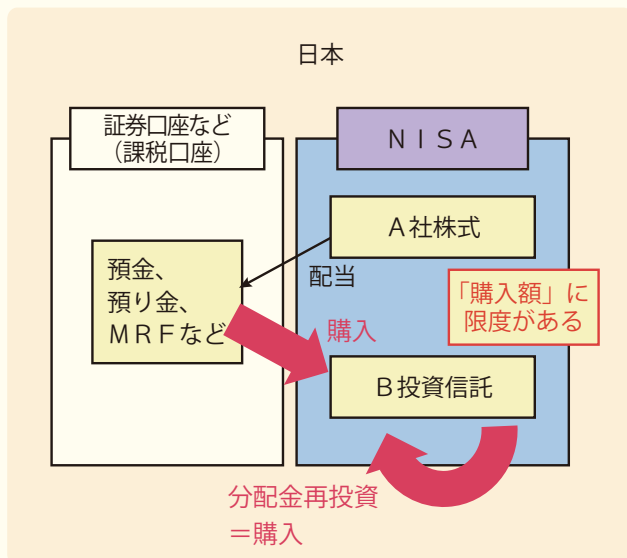 日本
証券口座など
（課税口座）
ＮＩＳＡ
Ａ社株式
預金、
預り金、
ＭＲＦなど
配当
「購入額」に
限度がある
購入
Ｂ投資信託
分配金再投資
＝購入